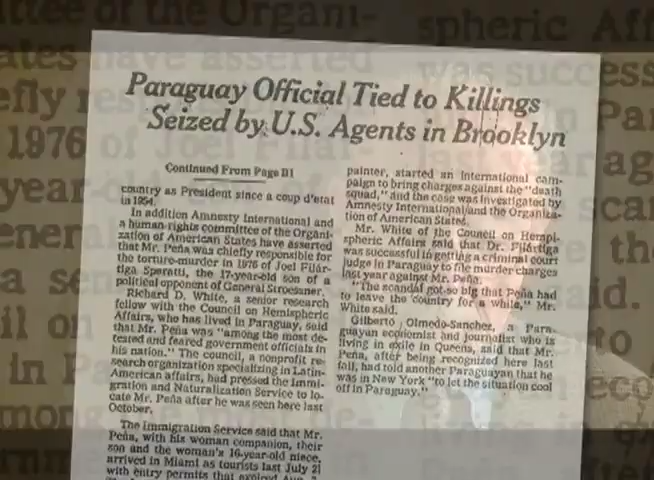 Paraguay Official Tied to Killings
Seized by U.S. Agents in Brooklyn
Continued From Page B1
country as President since a coup d'etat
in 1954.
In addition Amnesty International and
a human-rights committee of the Organi-
zation of American States have asserted
that Mr. Peña was chiefly responsible for
the torture-murder in 1976 of Joel Filár-
tiga Speratti, the 17-year-old son of a
political opponent of General Stroessner.
Richard D. White, a senior research
fellow with the Council on Hemispheric
Affairs, who has lived in Paraguay, said
that Mr. Peña was "among the most de-
tested and feared government officials in
his nation." The council, a nonprofit re-
search organization specializing in Latin-
American affairs, had pressed the Immi-
gration and Naturalization Service to lo-
cate Mr. Peña after he was seen here last
October.
The Immigration Service said that Mr.
Peña, with his woman companion, their
son and the woman's 16-year-old niece,
arrived in Miami as tourists last July 21
with entry permits that expired
painter, started an international cam-
paign to bring charges against the "death
squad," and the case was investigated by
Amnesty International and the Organiza-
tion of American States.
Mr. White of the Council on Hemi-
spheric Affairs said that Dr. Filártiga
was successful in getting a criminal court
judge in Paraguay to file murder charges
last year against Mr. Peña.
"The scandal got so big that Peña had
to leave the country for a while," Mr.
White said.
Gilberto Olmedo-Sanchez, a Para-
guayan economist and journalist who is
living in exile in Queens, said that Mr.
Peña, after being recognized here last
fall, had told another Paraguayan that he
was in New York "to let the situation cool
off in Paraguay."